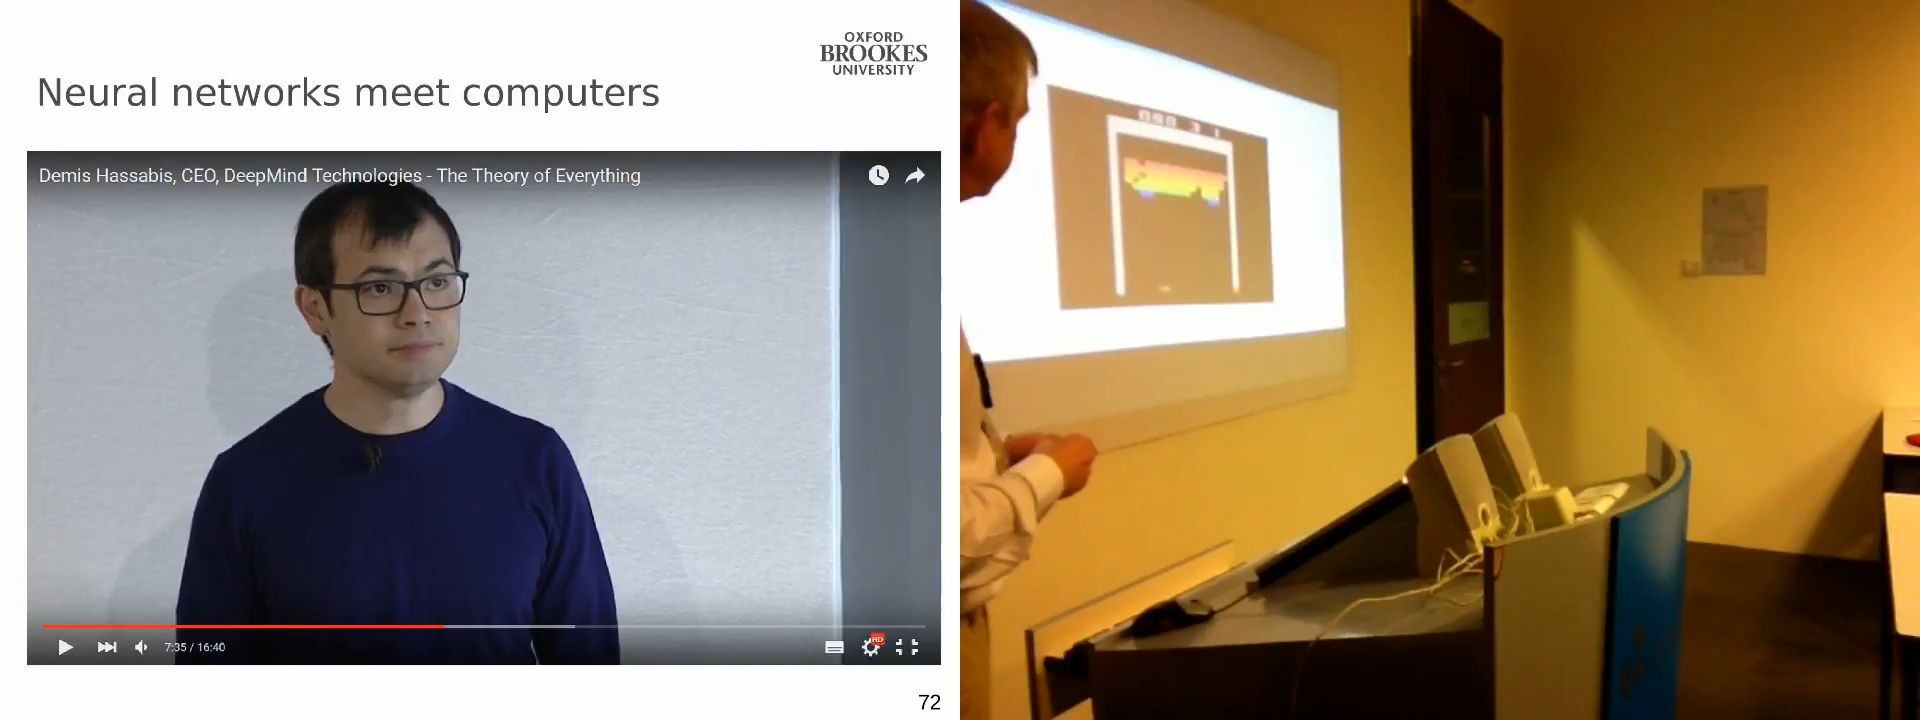 OXFORD
BROOKES
UNIVERSITY
Neural networks meet computers
Demis Hassabis, CEO, DeepMind Technologies - The Theory of Everything
HD
7:35 / 16:40
72